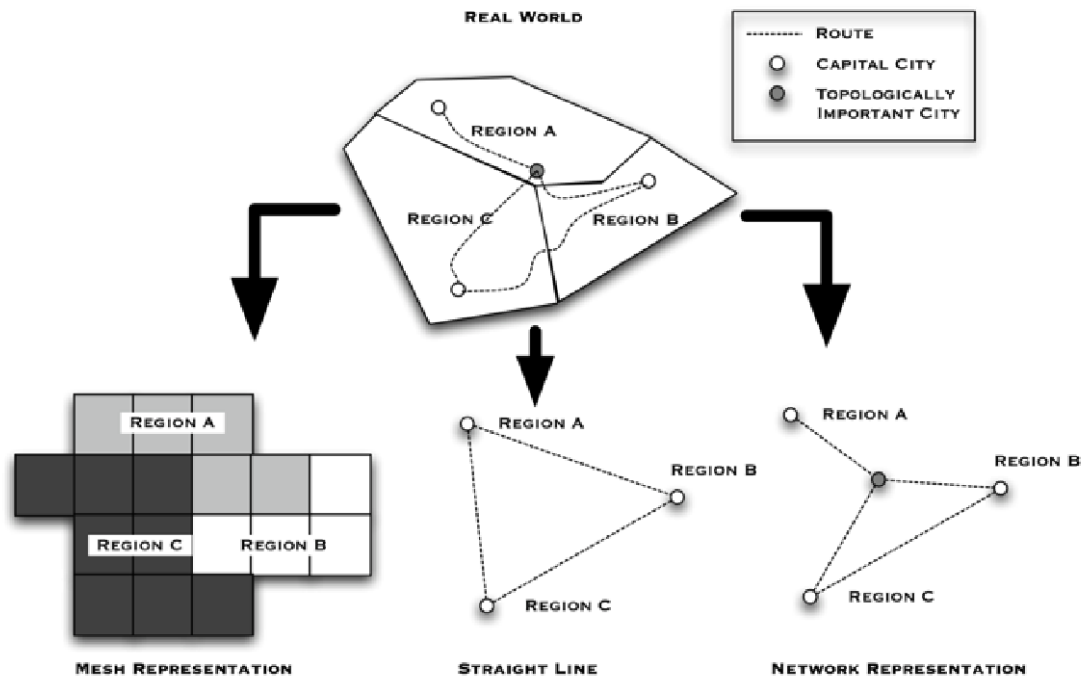 REAL WORLD
ROUTE
CAPITAL CITY
TOPOLOGICALLY
IMPORTANT CITY
REGION A
REGION C
REGION B
REGION A
REGION C
REGION B
REGION A
REGION B
REGION C
REGION A
REGION B
REGION C
MESH REPRESENTATION
STRAIGHT LINE
NETWORK REPRESENTATION